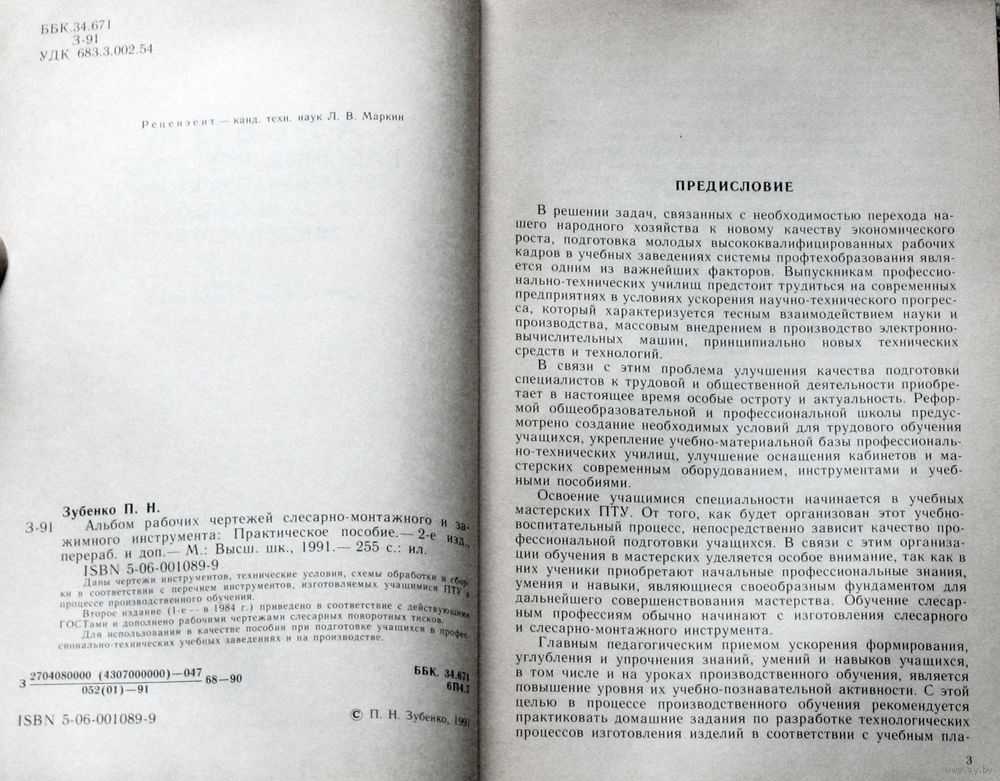 ББК.34.671
З-91
УДК 683.3.002.54
Рецензент — канд. техн. наук Л. В. Маркин
Зубенко П. Н.
З-91 Альбом рабочих чертежей слесарно-монтажного и за-
жимного инструмента: Практическое пособие.— 2-е изд.,
перераб. и доп.— М.: Высш. шк., 1991.— 255 с.: ил.
ISBN 5-06-001089-9
Даны чертежи инструментов, технические условия, схемы обработки и сбор-
ки в соответствии с перечнем инструментов, изготовляемых учащимися ПТУ в
процессе производственного обучения.
Второе издание (1-е -- в 1984 г.) приведено в соответствие с действующими
ГОСТами и дополнено рабочими чертежами слесарных поворотных тисков.
Для использования в качестве пособия при подготовке учащихся в профес-
сионально-технических учебных заведениях и на производстве.
З 2704080000 (4307000000)—047 68—90
052(01)—91
ББК. 34.671
6П4.7
ISBN 5-06-001089-9
© П. Н. Зубенко, 1991
ПРЕДИСЛОВИЕ
В решении задач, связанных с необходимостью перехода на-
шего народного хозяйства к новому качеству экономического
роста, подготовка молодых высококвалифицированных рабочих
кадров в учебных заведениях системы профтехобразования явля-
ется одним из важнейших факторов. Выпускникам профессио-
нально-технических училищ предстоит трудиться на современных
предприятиях в условиях ускорения научно-технического прогрес-
са, который характеризуется тесным взаимодействием науки и
производства, массовым внедрением в производство электронно-
вычислительных машин, принципиально новых технических
средств и технологий.
В связи с этим проблема улучшения качества подготовки
специалистов к трудовой и общественной деятельности приобре-
тает в настоящее время особые остроту и актуальность. Рефор-
мой общеобразовательной и профессиональной школы предус-
мотрено создание необходимых условий для трудового обучения
учащихся, укрепление учебно-материальной базы профессиональ-
но-технических училищ, улучшение оснащения кабинетов и ма-
стерских современным оборудованием, инструментами и учеб-
ными пособиями.
Освоение учащимися специальности начинается в учебных
мастерских ПТУ. От того, как будет организован этот учебно-
воспитательный процесс, непосредственно зависит качество про-
фессиональной подготовки учащихся. В связи с этим организа-
ции обучения в мастерских уделяется особое внимание, так как в
них ученики приобретают начальные профессиональные знания,
умения и навыки, являющиеся своеобразным фундаментом для
дальнейшего совершенствования мастерства. Обучение слесар-
ным профессиям обычно начинают с изготовления слесарного
и слесарно-монтажного инструмента.
Главным педагогическим приемом ускорения формирования,
углубления и упрочнения знаний, умений и навыков учащихся,
в том числе и на уроках производственного обучения, является
повышение уровня их учебно-познавательной активности. С этой
целью в процессе производственного обучения рекомендуется
практиковать домашние задания по разработке технологических
процессов изготовления изделий в соответствии с учебным пла-
3
www.ay.by